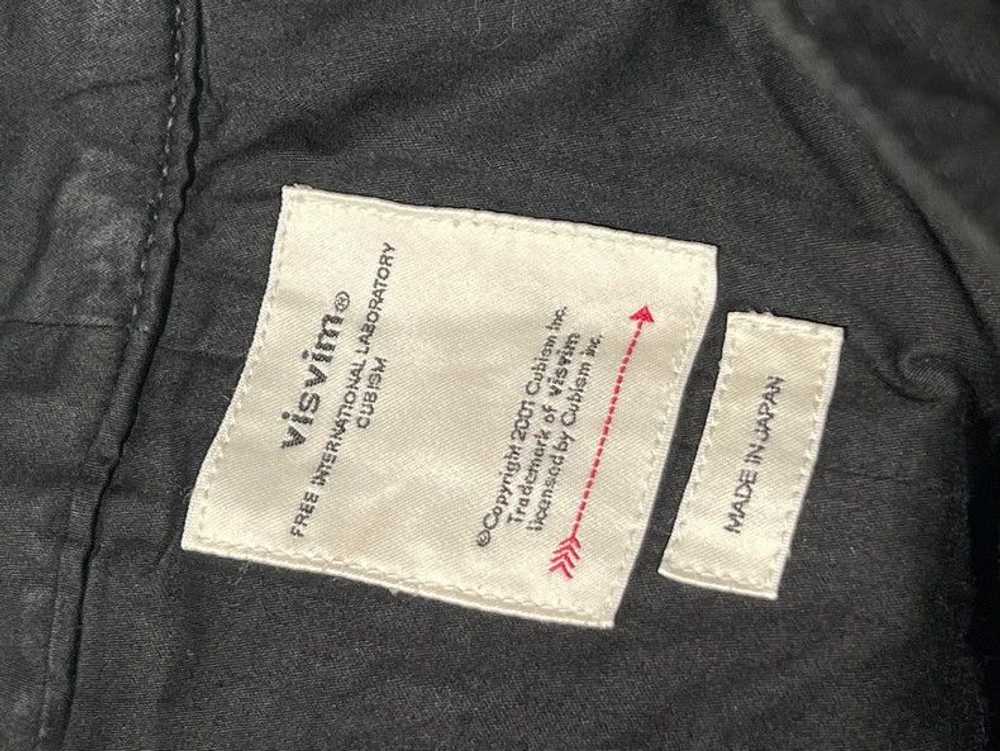 visvim®
FREE INTERNATIONAL LABORATORY
CUBISM
©Copyright 2001 Cubism Inc.
Trademark of visvim
licensed by Cubism inc.
MADE IN JAPAN